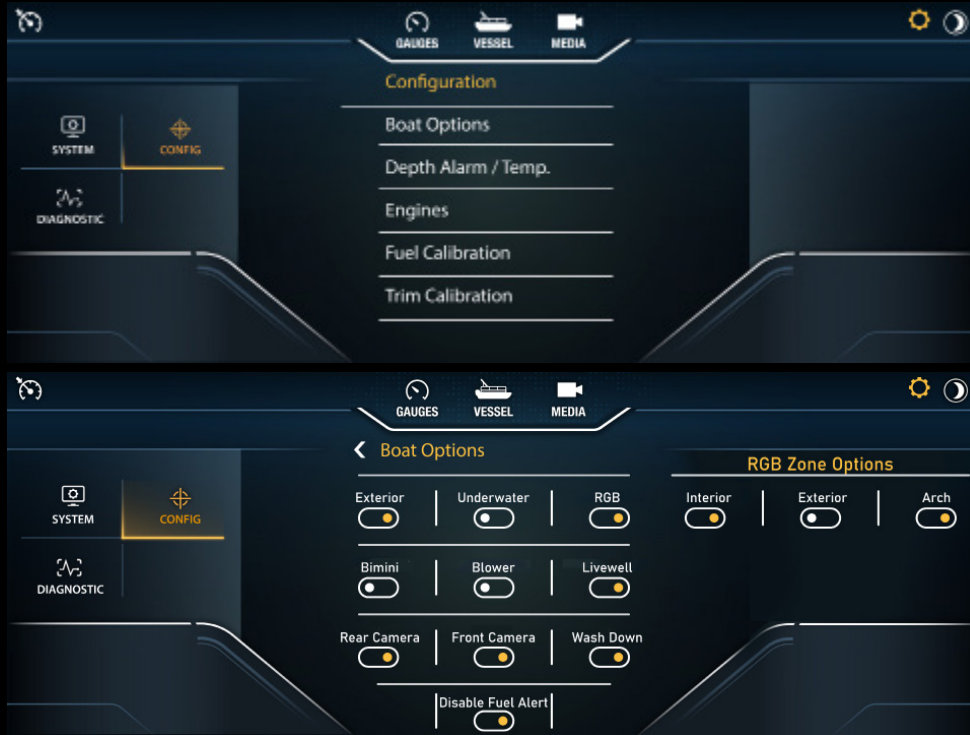 GAUGES VESSEL MEDIA
Configuration
Boat Options
SYSTEM CONFIG
Depth Alarm / Temp.
DIAGNOSTIC
Engines
Fuel Calibration
Trim Calibration
GAUGES VESSEL MEDIA
Boat Options
RGB Zone Options
SYSTEM CONFIG
Exterior Underwater RGB Interior Exterior Arch
DIAGNOSTIC
Bimini Blower Livewell
Rear Camera Front Camera Wash Down
Disable Fuel Alert